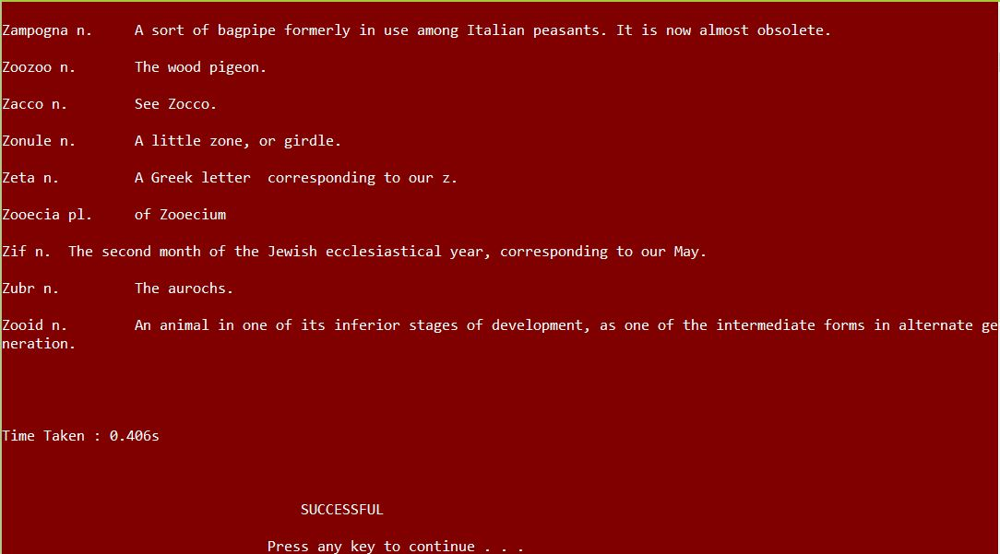 Zampogna n.     A sort of bagpipe formerly in use among Italian peasants. It is now almost obsolete.
Zoozoo n.       The wood pigeon.
Zacco n.        See Zocco.
Zonule n.       A little zone, or girdle.
Zeta n.         A Greek letter  corresponding to our z.
Zooecia pl.     of Zooecium
Zif n.  The second month of the Jewish ecclesiastical year, corresponding to our May.
Zubr n.         The aurochs.
Zooid n.        An animal in one of its inferior stages of development, as one of the intermediate forms in alternate ge
neration.
Time Taken : 0.406s
SUCCESSFUL
Press any key to continue . . .